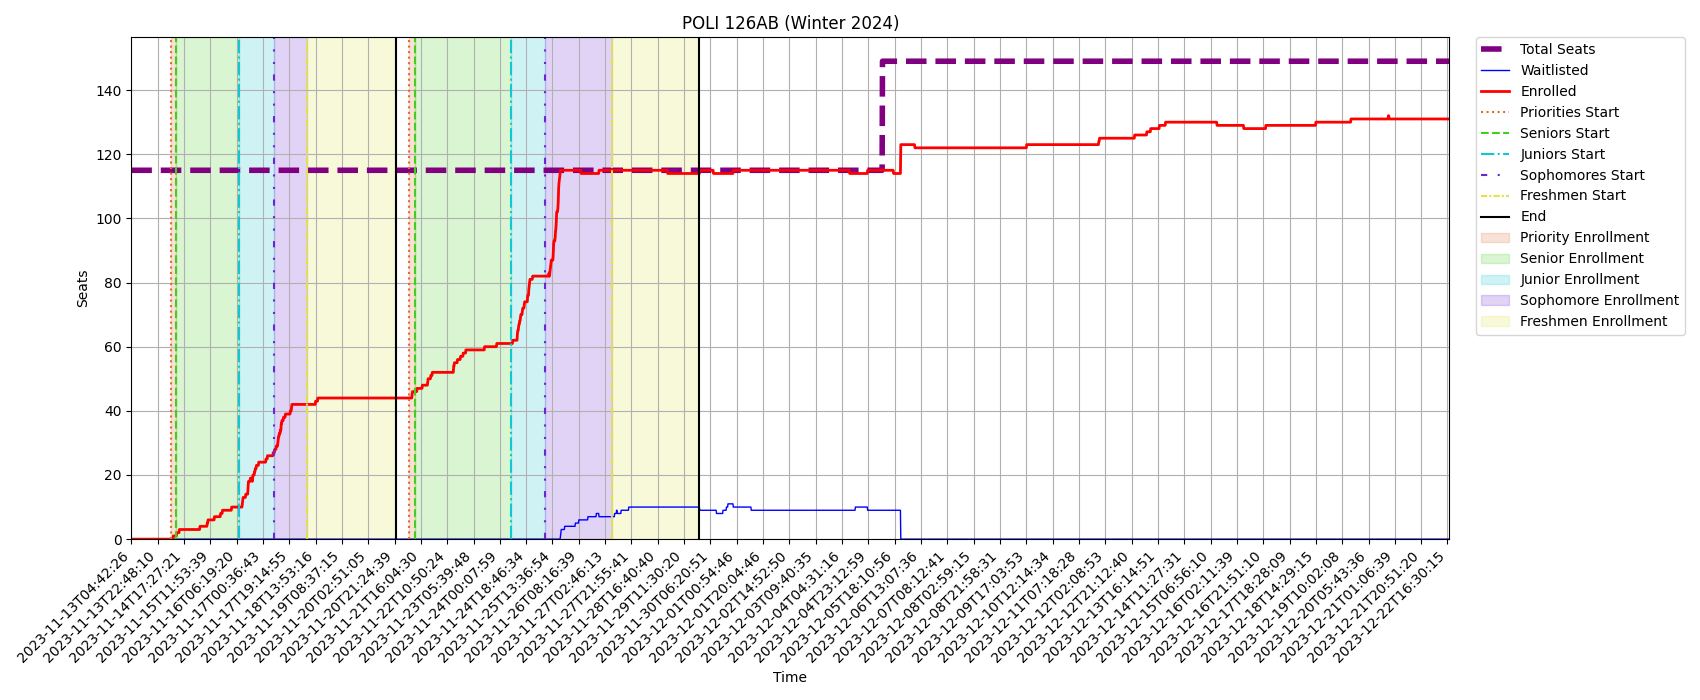 POLI 126AB (Winter 2024)
Seats
140
120
100
80
60
40
20
0
2023-11-13T04:42:26
2023-11-13T22:48:10
2023-11-14T17:27:21
2023-11-15T11:53:39
2023-11-16T06:19:20
2023-11-17T00:36:43
2023-11-17T19:14:55
2023-11-18T13:53:16
2023-11-19T08:37:15
2023-11-20T02:51:05
2023-11-20T21:24:39
2023-11-21T16:04:30
2023-11-22T10:50:24
2023-11-23T05:39:48
2023-11-24T00:07:59
2023-11-24T18:46:34
2023-11-25T13:36:54
2023-11-26T08:16:39
2023-11-27T02:46:13
2023-11-27T21:55:41
2023-11-28T16:40:40
2023-11-29T11:30:20
2023-11-30T06:20:51
2023-12-01T00:54:46
2023-12-01T20:04:46
2023-12-02T14:52:50
2023-12-03T09:40:35
2023-12-04T04:31:16
2023-12-04T23:12:59
2023-12-05T18:10:56
2023-12-06T13:07:36
2023-12-07T08:12:41
2023-12-08T02:59:15
2023-12-08T21:58:31
2023-12-09T17:03:53
2023-12-10T12:14:34
2023-12-11T07:18:28
2023-12-12T02:08:53
2023-12-12T21:12:40
2023-12-13T16:14:51
2023-12-14T11:27:31
2023-12-15T06:56:10
2023-12-16T02:11:39
2023-12-16T21:51:10
2023-12-17T18:28:09
2023-12-18T14:29:15
2023-12-19T10:02:08
2023-12-20T05:43:36
2023-12-21T01:06:39
2023-12-21T20:51:20
2023-12-22T16:30:15
Time
Total Seats
Waitlisted
Enrolled
Priorities Start
Seniors Start
Juniors Start
Sophomores Start
Freshmen Start
End
Priority Enrollment
Senior Enrollment
Junior Enrollment
Sophomore Enrollment
Freshmen Enrollment